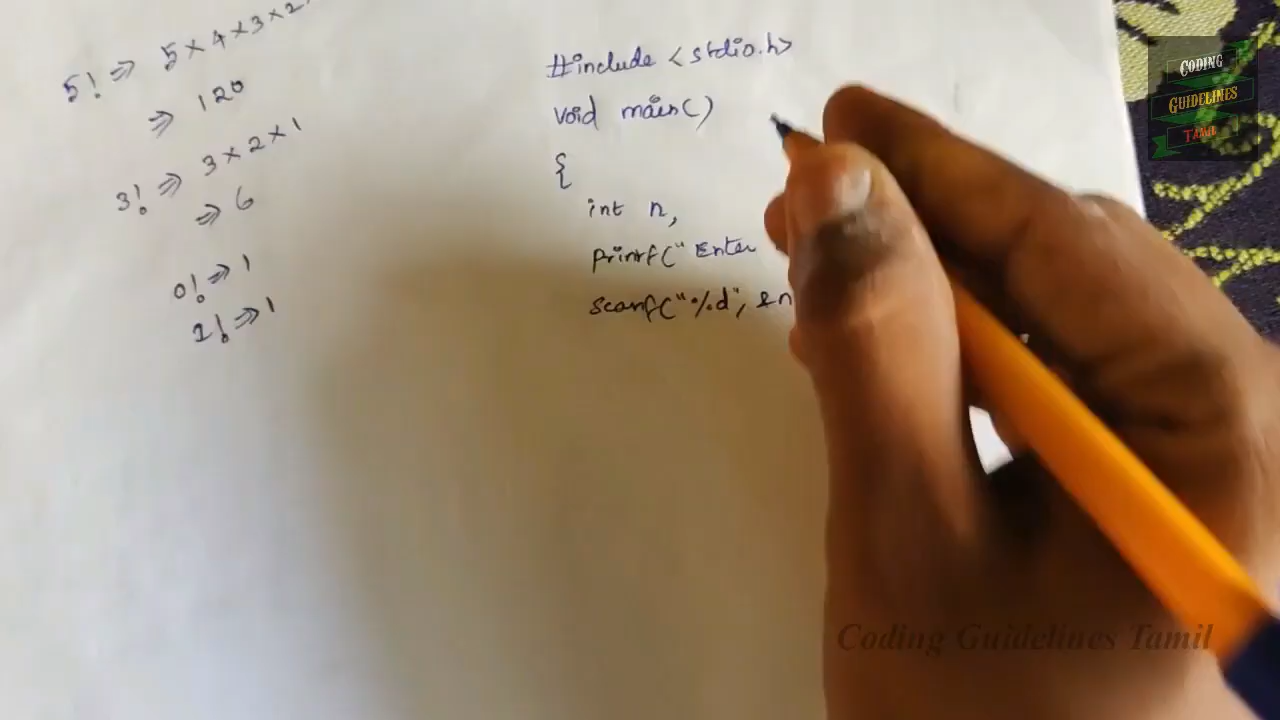 5! ⇒ 5 × 4 × 3 × 2
⇒ 120
3! ⇒ 3 × 2 × 1
⇒ 6
0! ⇒ 1
1! ⇒ 1
#include <stdio.h>
void main()
{
int n,
printf(" Enter
scanf("%d", &n
CODING
GUIDELINES
TAMIL
Coding Guidelines Tamil